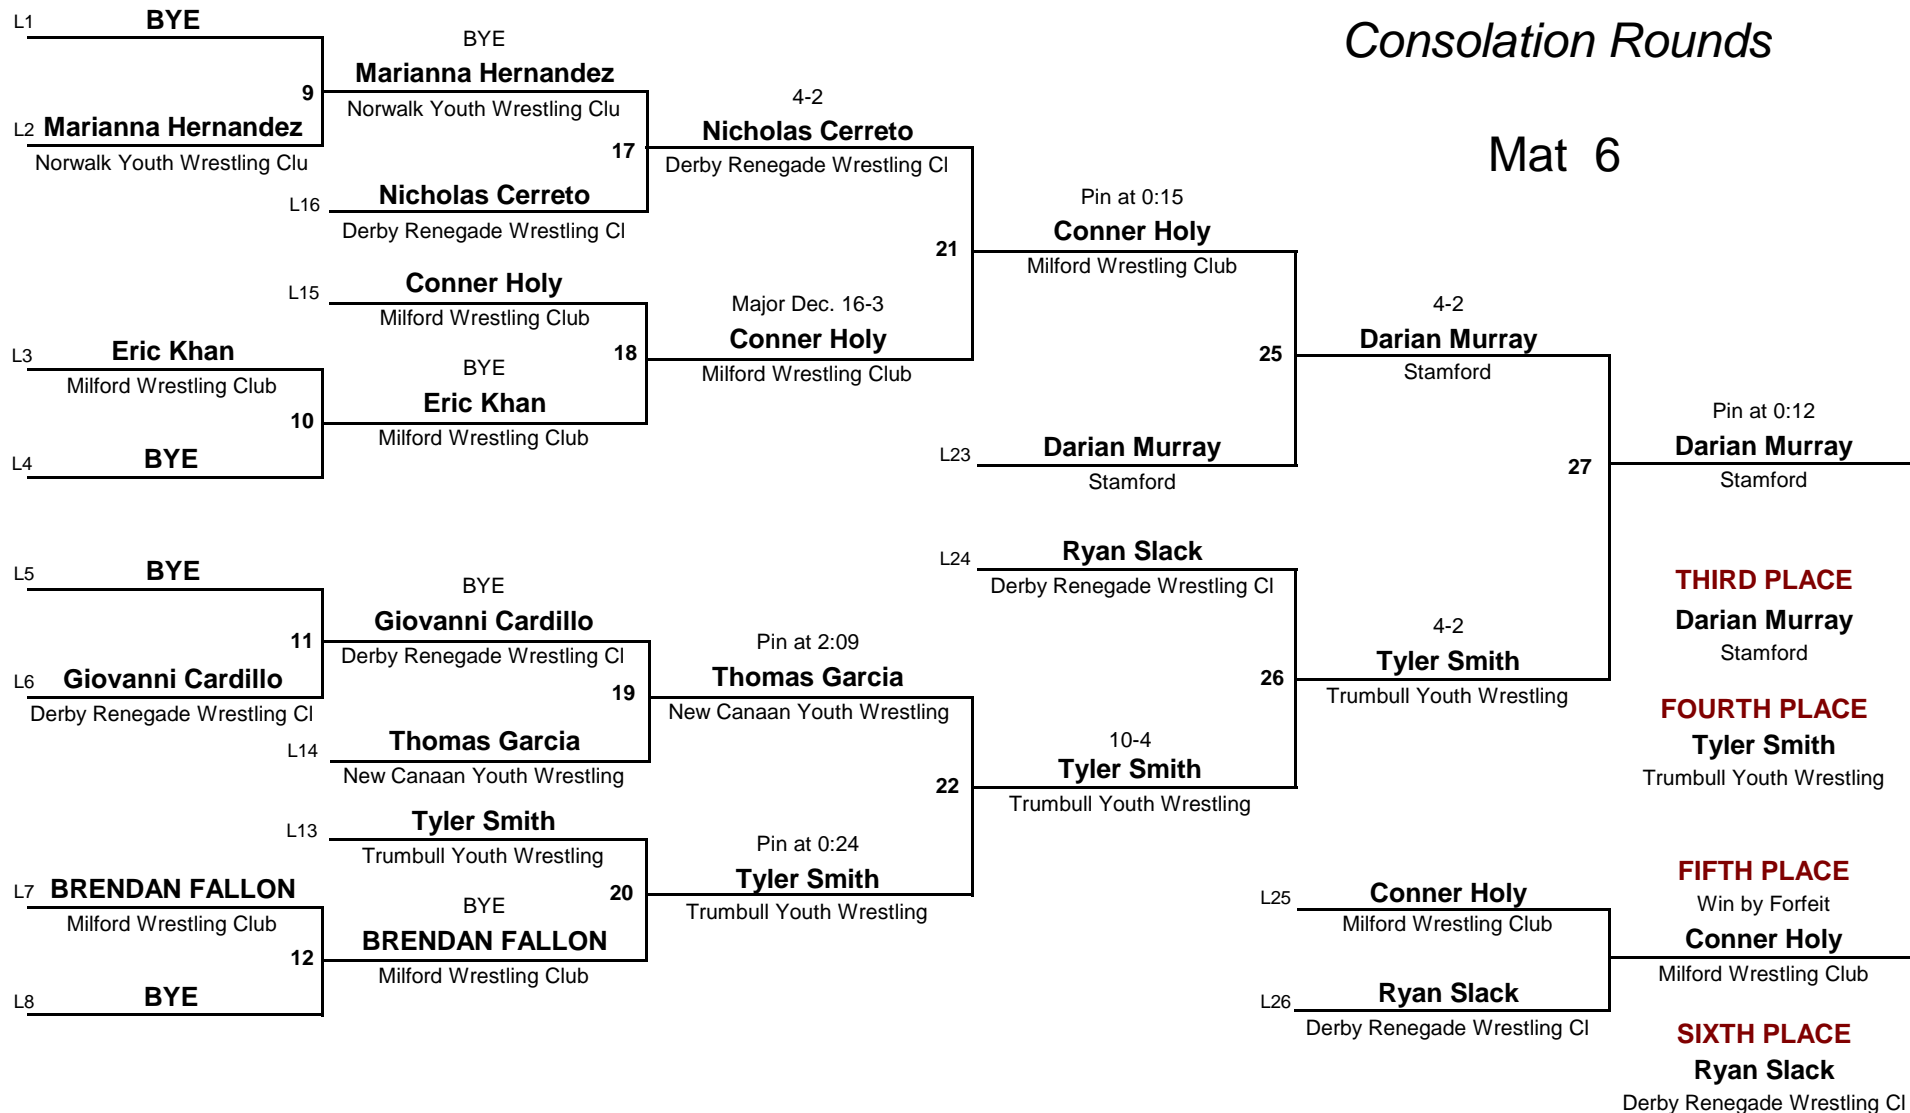 Consolation Rounds
Mat 6
L1 BYE
9
L2 Marianna Hernandez
Norwalk Youth Wrestling Clu
L3 Eric Khan
Milford Wrestling Club
10
L4 BYE
L5 BYE
11
L6 Giovanni Cardillo
Derby Renegade Wrestling Cl
L7 BRENDAN FALLON
Milford Wrestling Club
12
L8 BYE
BYE
Marianna Hernandez
Norwalk Youth Wrestling Clu
17
L16 Nicholas Cerreto
Derby Renegade Wrestling Cl
L15 Conner Holy
Milford Wrestling Club
18
BYE
Eric Khan
Milford Wrestling Club
BYE
Giovanni Cardillo
Derby Renegade Wrestling Cl
19
L14 Thomas Garcia
New Canaan Youth Wrestling
L13 Tyler Smith
Trumbull Youth Wrestling
20
BYE
BRENDAN FALLON
Milford Wrestling Club
4-2
Nicholas Cerreto
Derby Renegade Wrestling Cl
21
Major Dec. 16-3
Conner Holy
Milford Wrestling Club
Pin at 2:09
Thomas Garcia
New Canaan Youth Wrestling
22
Pin at 0:24
Tyler Smith
Trumbull Youth Wrestling
Pin at 0:15
Conner Holy
Milford Wrestling Club
25
L23 Darian Murray
Stamford
L24 Ryan Slack
Derby Renegade Wrestling Cl
26
10-4
Tyler Smith
Trumbull Youth Wrestling
4-2
Darian Murray
Stamford
27
4-2
Tyler Smith
Trumbull Youth Wrestling
L25 Conner Holy
Milford Wrestling Club
L26 Ryan Slack
Derby Renegade Wrestling Cl
Pin at 0:12
Darian Murray
Stamford
THIRD PLACE
Darian Murray
Stamford
FOURTH PLACE
Tyler Smith
Trumbull Youth Wrestling
FIFTH PLACE
Win by Forfeit
Conner Holy
Milford Wrestling Club
SIXTH PLACE
Ryan Slack
Derby Renegade Wrestling Cl